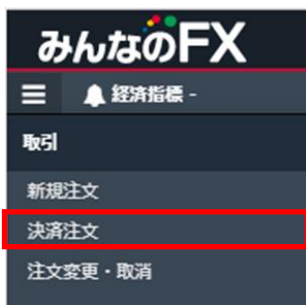 みんなのFX
経済指標 -
取引
新規注文
決済注文
注文変更・取消